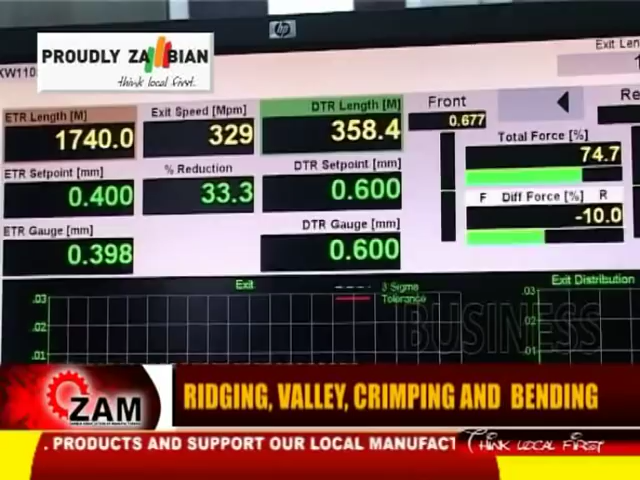 hp
PROUDLY ZAMBIAN
think local first.
KW110
Exit Len
ETR Length [M]
1740.0
Exit Speed [Mpm]
329
DTR Length [M]
358.4
Front
0.677
Re
Total Force [%]
74.7
ETR Setpoint [mm]
0.400
% Reduction
33.3
DTR Setpoint [mm]
0.600
F Diff Force [%] R
-10.0
ETR Gauge [mm]
0.398
DTR Gauge [mm]
0.600
Exit
3 Sigma
Tolerance
.03
.02
.01
Exit Distribution
.03
.02
.01
BUSINESS
ZAM
RIDGING, VALLEY, CRIMPING AND BENDING
. PRODUCTS AND SUPPORT OUR LOCAL MANUFACT
THINK LOCAL FIRST